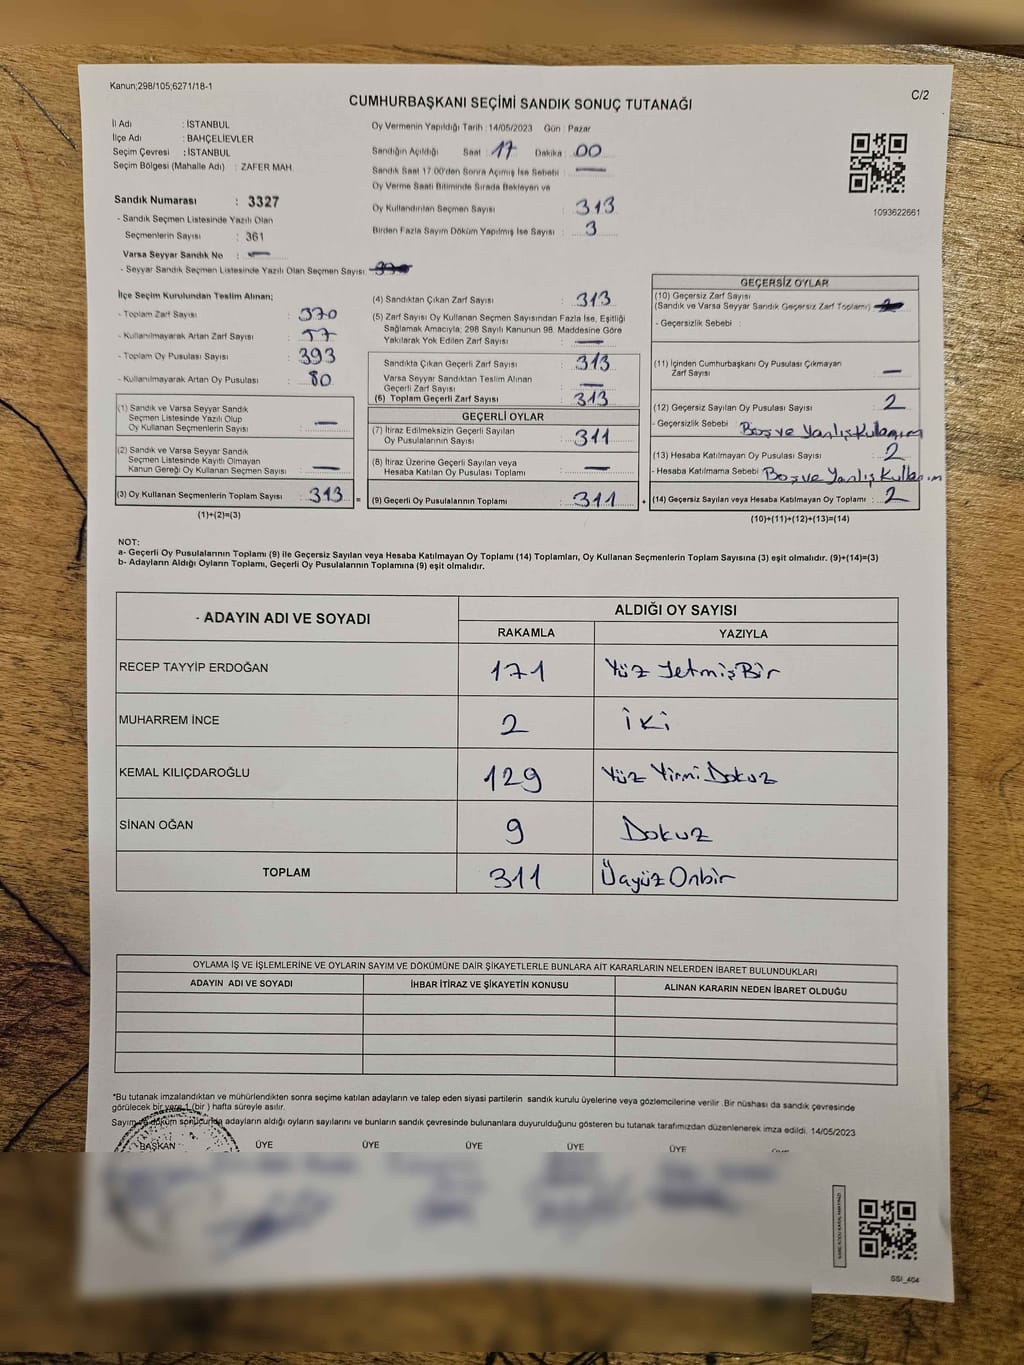 Kanun;298/105;6271/18-1
C/2
CUMHURBAŞKANI SEÇİMİ SANDIK SONUÇ TUTANAĞI
İl Adı : İSTANBUL
İlçe Adı : BAHÇELİEVLER
Seçim Çevresi : İSTANBUL
Seçim Bölgesi (Mahalle Adı) : ZAFER MAH.
Sandık Numarası : 3327
- Sandık Seçmen Listesinde Yazılı Olan
Seçmenlerin Sayısı : 361
Varsa Seyyar Sandık No : —
- Seyyar Sandık Seçmen Listesinde Yazılı Olan Seçmen Sayısı:
Oy Vermenin Yapıldığı Tarih : 14/05/2023 Gün : Pazar
Sandığın Açıldığı Saat : 17 Dakika : 00
Sandık Saat 17.00'den Sonra Açılmış İse Sebebi : —
Oy Verme Saati Bitiminde Sırada Bekleyen ve
Oy Kullandırılan Seçmen Sayısı : 313
Birden Fazla Sayım Döküm Yapılmış İse Sayısı : 3
1093622661
İlçe Seçim Kurulundan Teslim Alınan;
- Toplam Zarf Sayısı : 370
- Kullanılmayarak Artan Zarf Sayısı : 57
- Toplam Oy Pusulası Sayısı : 393
- Kullanılmayarak Artan Oy Pusulası : 80
(1) Sandık ve Varsa Seyyar Sandık
Seçmen Listesinde Yazılı Olup
Oy Kullanan Seçmenlerin Sayısı : —
(2) Sandık ve Varsa Seyyar Sandık
Seçmen Listesinde Kayıtlı Olmayan
Kanun Gereği Oy Kullanan Seçmen Sayısı : —
(3) Oy Kullanan Seçmenlerin Toplam Sayısı : 313
=
(1)+(2)=(3)
(4) Sandıktan Çıkan Zarf Sayısı : 313
(5) Zarf Sayısı Oy Kullanan Seçmen Sayısından Fazla İse, Eşitliği
Sağlamak Amacıyla; 298 Sayılı Kanunun 98. Maddesine Göre
Yakılarak Yok Edilen Zarf Sayısı : —
Sandıkta Çıkan Geçerli Zarf Sayısı : 313
Varsa Seyyar Sandıktan Teslim Alınan
Geçerli Zarf Sayısı : —
(6) Toplam Geçerli Zarf Sayısı : 313
GEÇERLİ OYLAR
(7) İtiraz Edilmeksizin Geçerli Sayılan
Oy Pusulalarının Sayısı : 311
(8) İtiraz Üzerine Geçerli Sayılan veya
Hesaba Katılan Oy Pusulası Toplamı : —
(9) Geçerli Oy Pusulalarının Toplamı : 311
+
GEÇERSİZ OYLAR
(10) Geçersiz Zarf Sayısı
(Sandık ve Varsa Seyyar Sandık Geçersiz Zarf Toplamı)
- Geçersizlik Sebebi :
(11) İçinden Cumhurbaşkanı Oy Pusulası Çıkmayan
Zarf Sayısı : —
(12) Geçersiz Sayılan Oy Pusulası Sayısı : 2
- Geçersizlik Sebebi : Boş ve Yanlış Kullanım
(13) Hesaba Katılmayan Oy Pusulası Sayısı : 2
- Hesaba Katılmama Sebebi : Boş ve Yanlış Kullanım
(14) Geçersiz Sayılan veya Hesaba Katılmayan Oy Toplamı : 2
(10)+(11)+(12)+(13)=(14)
NOT:
a- Geçerli Oy Pusulalarının Toplamı (9) ile Geçersiz Sayılan veya Hesaba Katılmayan Oy Toplamı (14) Toplamları, Oy Kullanan Seçmenlerin Toplam Sayısına (3) eşit olmalıdır. (9)+(14)=(3)
b- Adayların Aldığı Oyların Toplamı, Geçerli Oy Pusulalarının Toplamına (9) eşit olmalıdır.
- ADAYIN ADI VE SOYADI
ALDIĞI OY SAYISI
RAKAMLA YAZIYLA
RECEP TAYYİP ERDOĞAN 171 Yüz YetmişBir
MUHARREM İNCE 2 İki
KEMAL KILIÇDAROĞLU 129 Yüz Yirmi Dokuz
SİNAN OĞAN 9 Dokuz
TOPLAM 311 Üçyüz Onbir
OYLAMA İŞ VE İŞLEMLERİNE VE OYLARIN SAYIM VE DÖKÜMÜNE DAİR ŞİKAYETLERLE BUNLARA AİT KARARLARIN NELERDEN İBARET BULUNDUKLARI
ADAYIN ADI VE SOYADI İHBAR İTİRAZ VE ŞİKAYETİN KONUSU ALINAN KARARIN NEDEN İBARET OLDUĞU
*Bu tutanak imzalandıktan ve mühürlendikten sonra seçime katılan adayların ve talep eden siyasi partilerin sandık kurulu üyelerine veya gözlemcilerine verilir .Bir nüshası da sandık çevresinde
görülecek bir yere 1 (bir ) hafta süreyle asılır.
Sayım ve döküm sonucunda adayların aldığı oyların sayılarını ve bunların sandık çevresinde bulunanlara duyurulduğunu gösteren bu tutanak tarafımızdan düzenlenerek imza edildi. 14/05/2023
BAŞKAN ÜYE ÜYE ÜYE ÜYE ÜYE
SSI_404